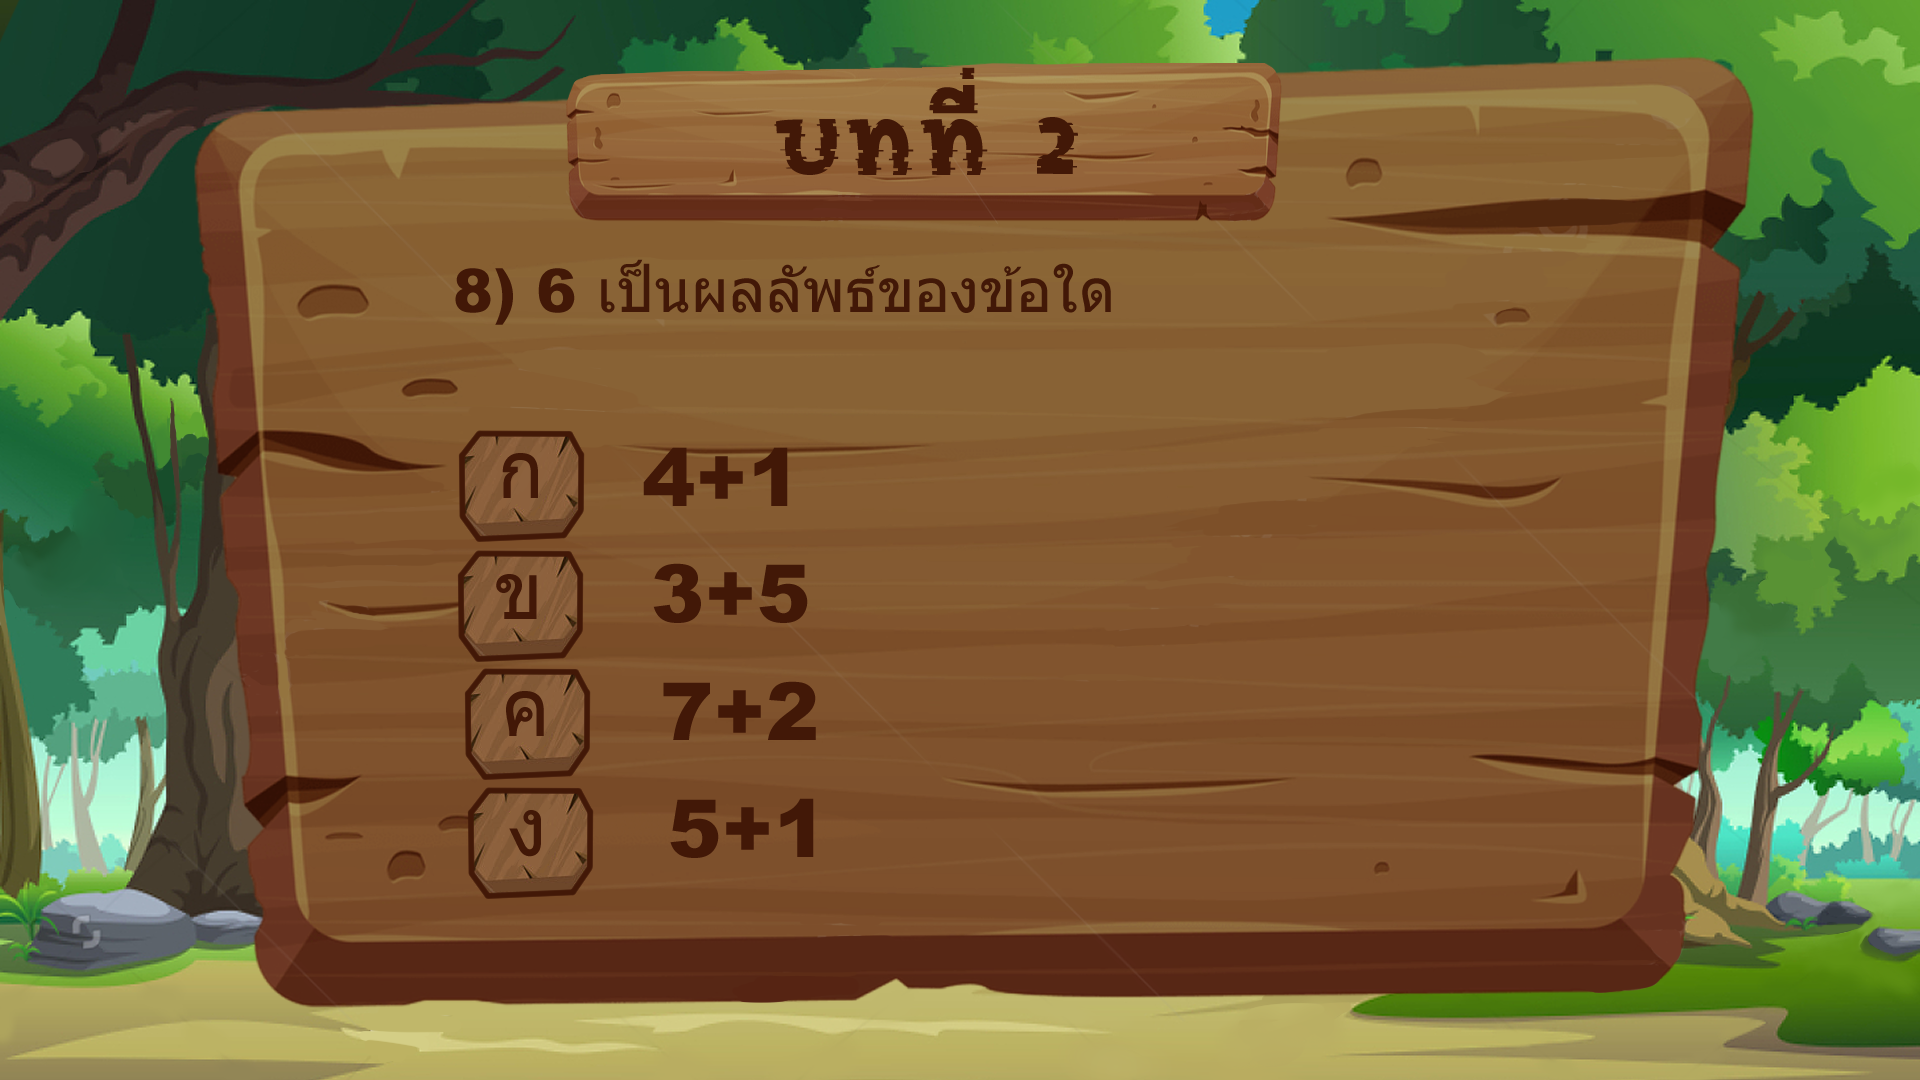 บทที่ 2
8) 6 เป็นผลลัพธ์ของข้อใด
ก 4+1
ข 3+5
ค 7+2
ง 5+1